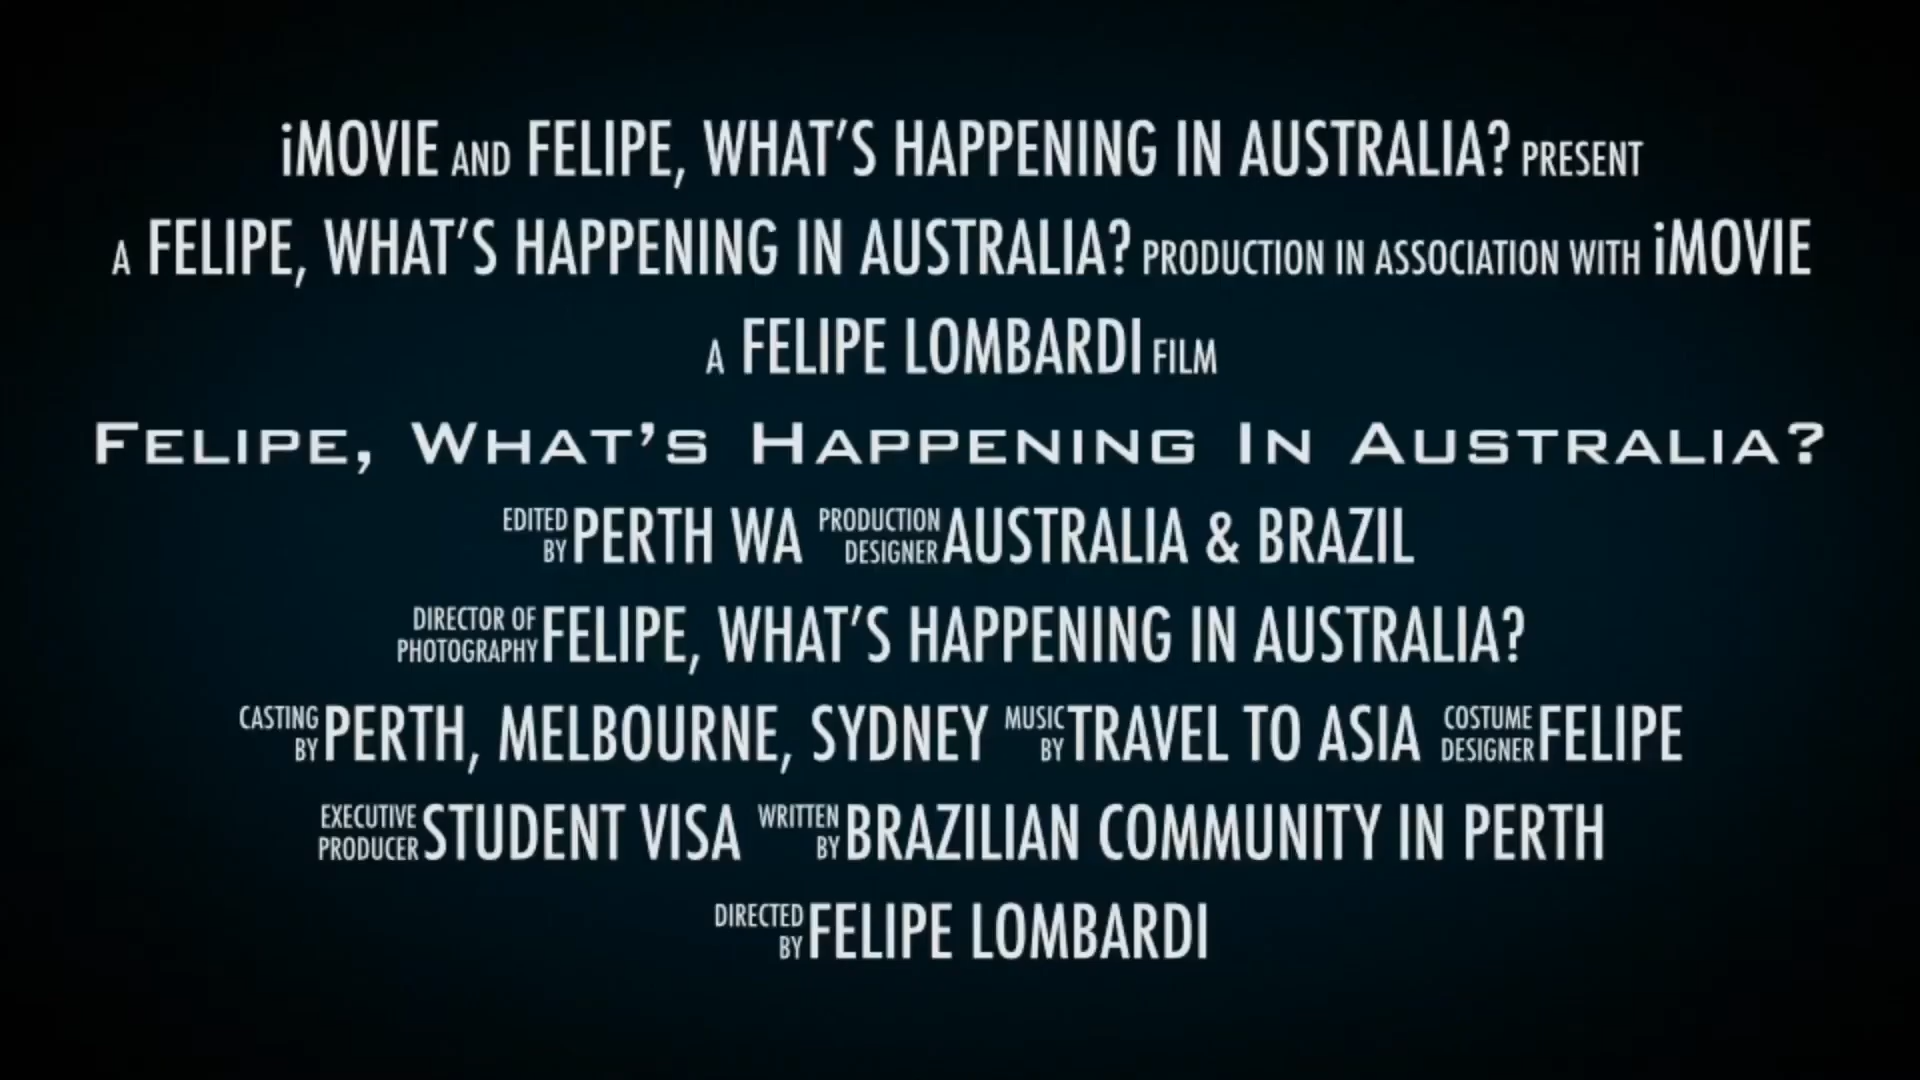 iMOVIE AND FELIPE, WHAT'S HAPPENING IN AUSTRALIA? PRESENT
A FELIPE, WHAT'S HAPPENING IN AUSTRALIA? PRODUCTION IN ASSOCIATION WITH iMOVIE
A FELIPE LOMBARDI FILM
FELIPE, WHAT'S HAPPENING IN AUSTRALIA?
EDITED BY PERTH WA PRODUCTION DESIGNER AUSTRALIA & BRAZIL
DIRECTOR OF PHOTOGRAPHY FELIPE, WHAT'S HAPPENING IN AUSTRALIA?
CASTING BY PERTH, MELBOURNE, SYDNEY MUSIC BY TRAVEL TO ASIA COSTUME DESIGNER FELIPE
EXECUTIVE PRODUCER STUDENT VISA WRITTEN BY BRAZILIAN COMMUNITY IN PERTH
DIRECTED BY FELIPE LOMBARDI